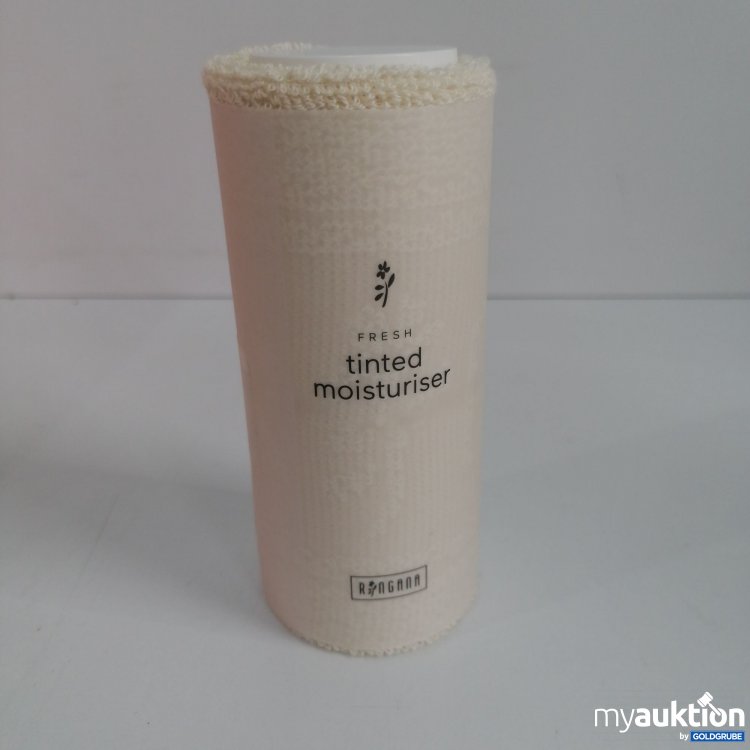 FRESH
tinted
moisturiser
RINGANA
myauktion
by GOLDGRUBE